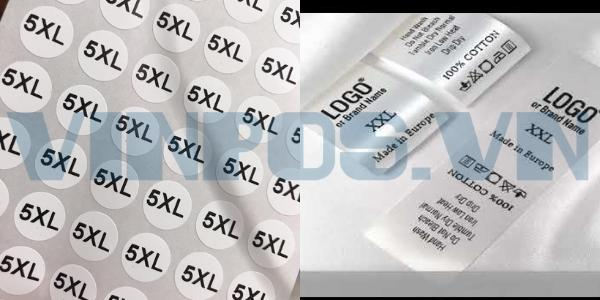 5XL 5XL 5XL
5XL 5XL 5XL 5XL
5XL 5XL 5XL 5XL
5XL 5XL 5XL 5XL
5XL 5XL 5XL 5XL
5XL 5XL 5XL 5XL
5XL 5XL 5XL 5XL
Hand Wash
Do Not Bleach
Tumble Dry Normal
Iron Low Heat
Drip Dry
100% COTTON
LOGO®
or Brand Name
XXL
Made in Europe
LOGO®
or Brand Name
XXL
Made in Europe
100% COTTON
Drip Dry
Iron Low Heat
Tumble Dry Normal
Do Not Bleach
Hand Wash
VINPOS.VN